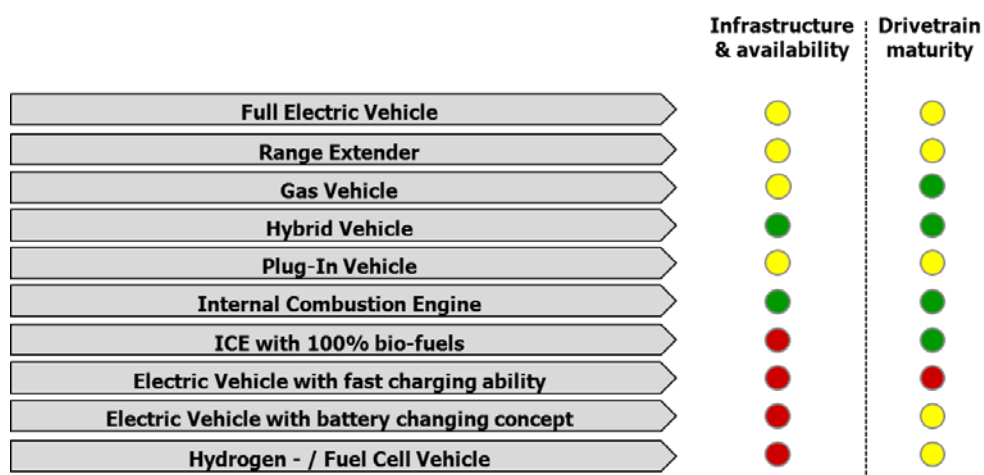 Infrastructure
& availability
Drivetrain
maturity
Full Electric Vehicle
Range Extender
Gas Vehicle
Hybrid Vehicle
Plug-In Vehicle
Internal Combustion Engine
ICE with 100% bio-fuels
Electric Vehicle with fast charging ability
Electric Vehicle with battery changing concept
Hydrogen - / Fuel Cell Vehicle